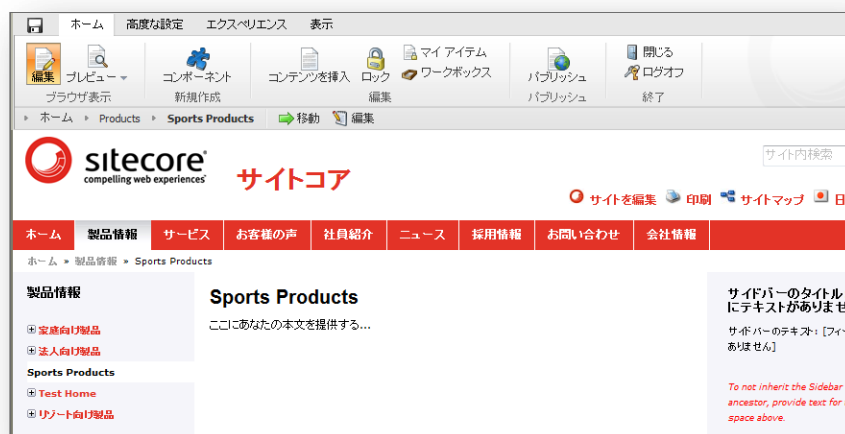 ホーム 高度な設定 エクスペリエンス 表示
編集 プレビュー コンポーネント コンテンツを挿入 ロック マイ アイテム ワークボックス パブリッシュ 閉じる ログオフ
ブラウザ表示 新規作成 編集 パブリッシュ 終了
ホーム Products Sports Products 移動 編集
sitecore
compelling web experiences
サイトコア
サイト内検索
サイトを編集 印刷 サイトマップ 日
ホーム 製品情報 サービス お客様の声 社員紹介 ニュース 採用情報 お問い合わせ 会社情報
ホーム » 製品情報 » Sports Products
製品情報
家庭向け製品
法人向け製品
Sports Products
Test Home
リゾート向け製品
Sports Products
ここにあなたの本文を提供する...
サイドバーのタイトル
にテキストがありませ
サイドバーのテキスト: [フィー
ありません]
To not inherit the Sidebar
ancestor, provide text for
space above.